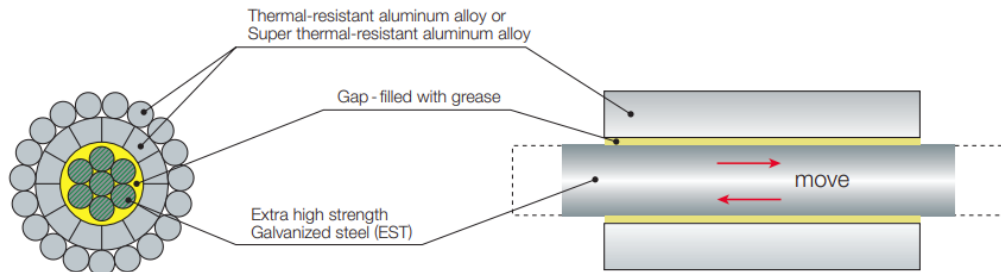 Thermal-resistant aluminum alloy or
Super thermal-resistant aluminum alloy
Gap - filled with grease
move
Extra high strength
Galvanized steel (EST)